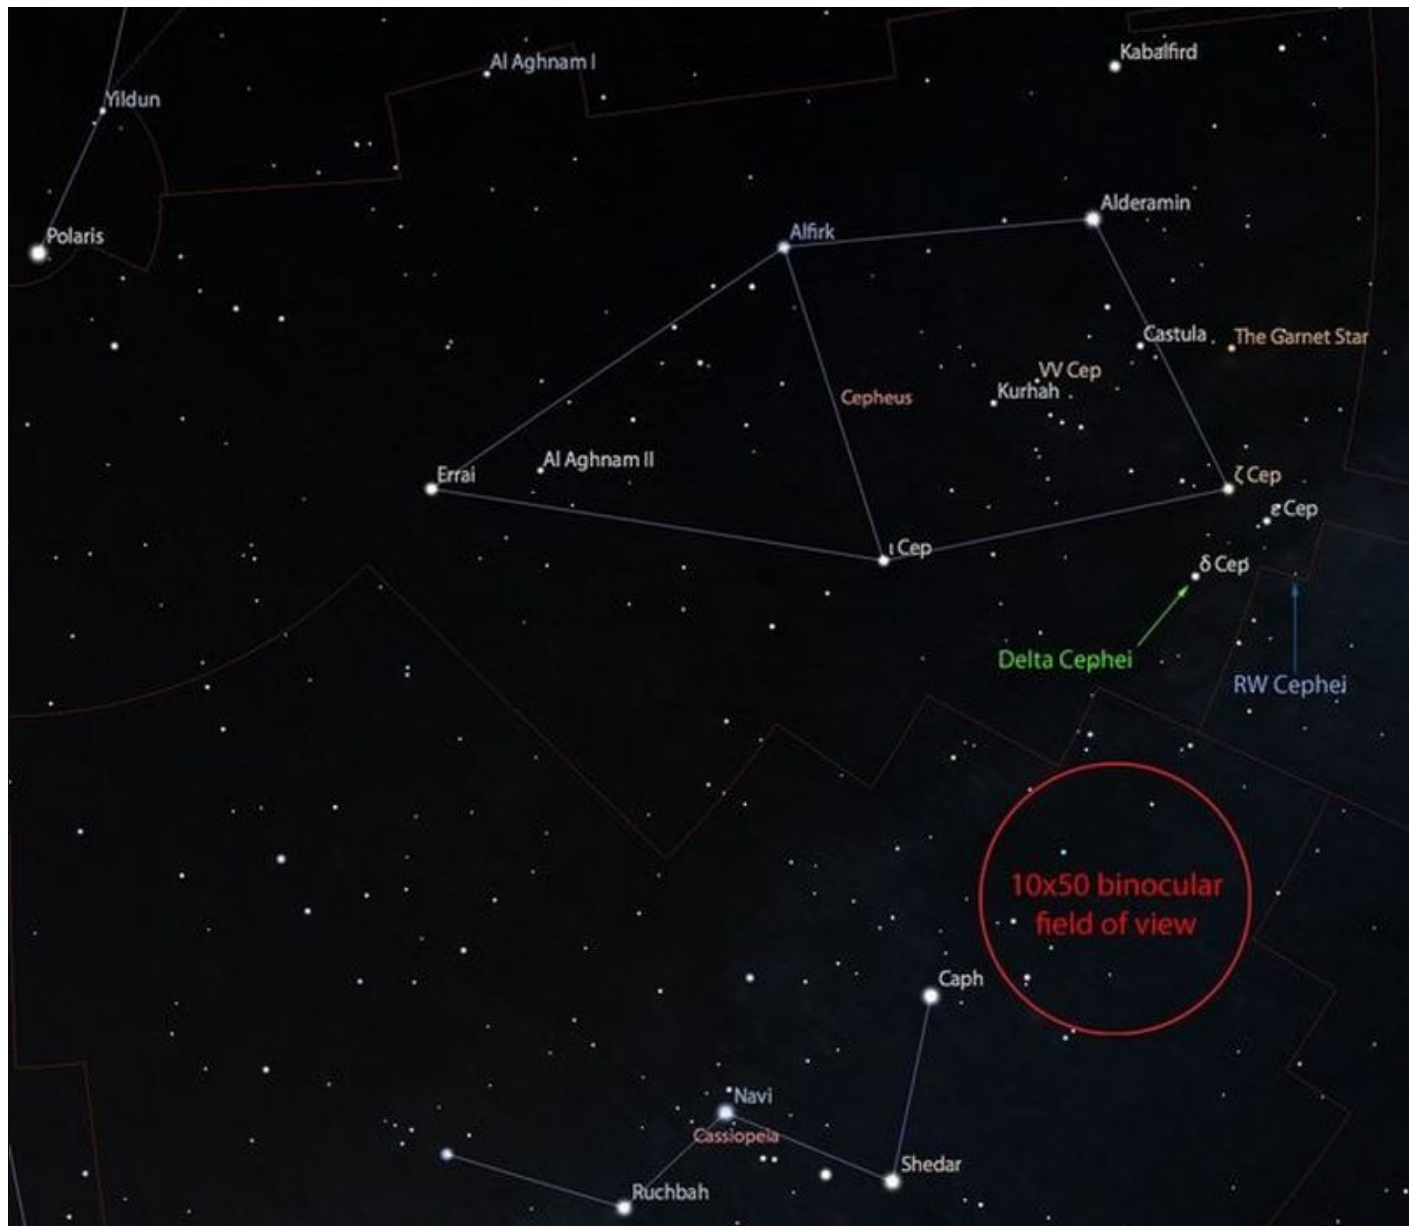 Kabalfird
Al Aghnam I
Yildun
Alderamin
Polaris
Alfirk
Castula
The Garnet Star
VV Cep
Kurhah
Cepheus
Al Aghnam II
Errai
ζ Cep
ε Cep
ι Cep
δ Cep
Delta Cephei
RW Cephei
10x50 binocular
field of view
Caph
Navi
Cassiopeia
Shedar
Ruchbah